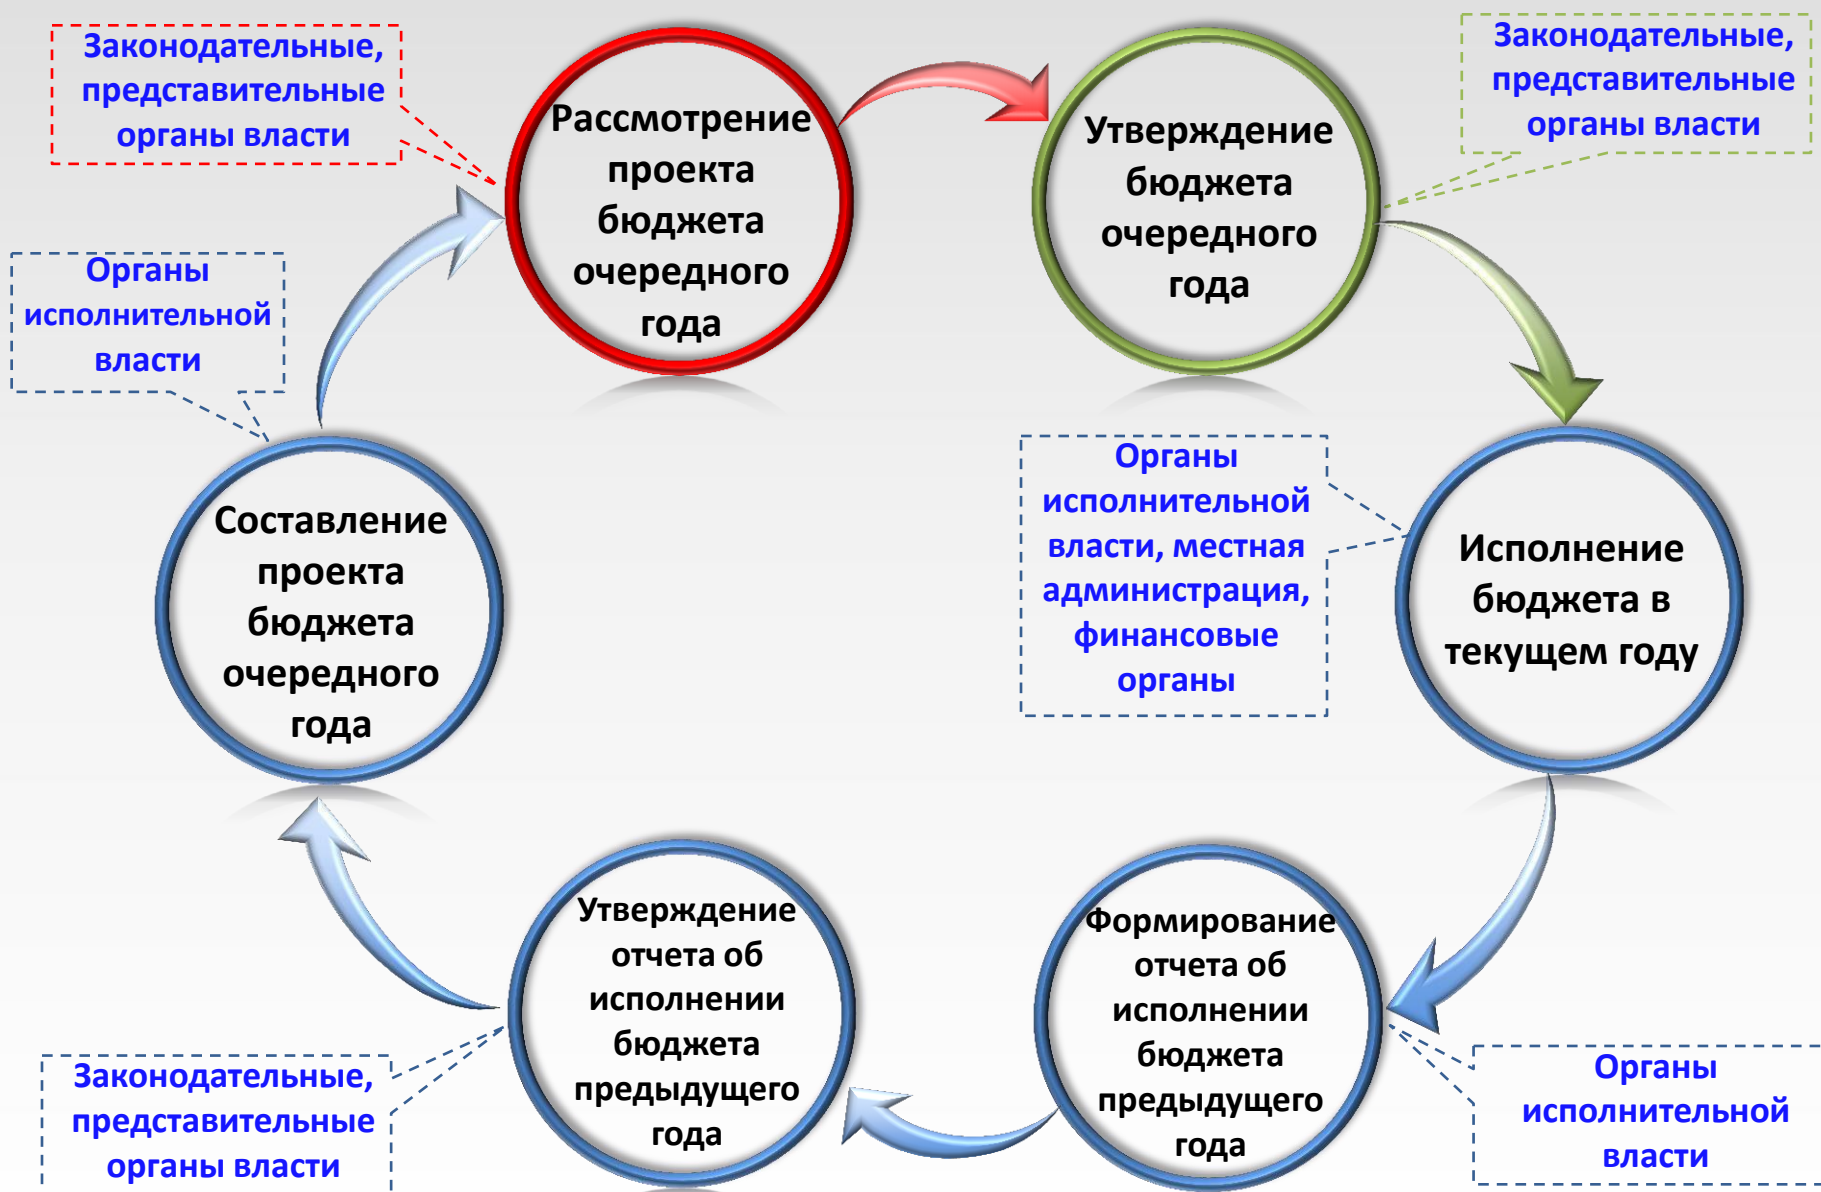 Законодательные,
представительные
органы власти
Рассмотрение
проекта
бюджета
очередного
года
Утверждение
бюджета
очередного
года
Законодательные,
представительные
органы власти
Органы
исполнительной
власти
Составление
проекта
бюджета
очередного
года
Органы
исполнительной
власти, местная
администрация,
финансовые
органы
Исполнение
бюджета в
текущем году
Законодательные,
представительные
органы власти
Утверждение
отчета об
исполнении
бюджета
предыдущего
года
Формирование
отчета об
исполнении
бюджета
предыдущего
года
Органы
исполнительной
власти